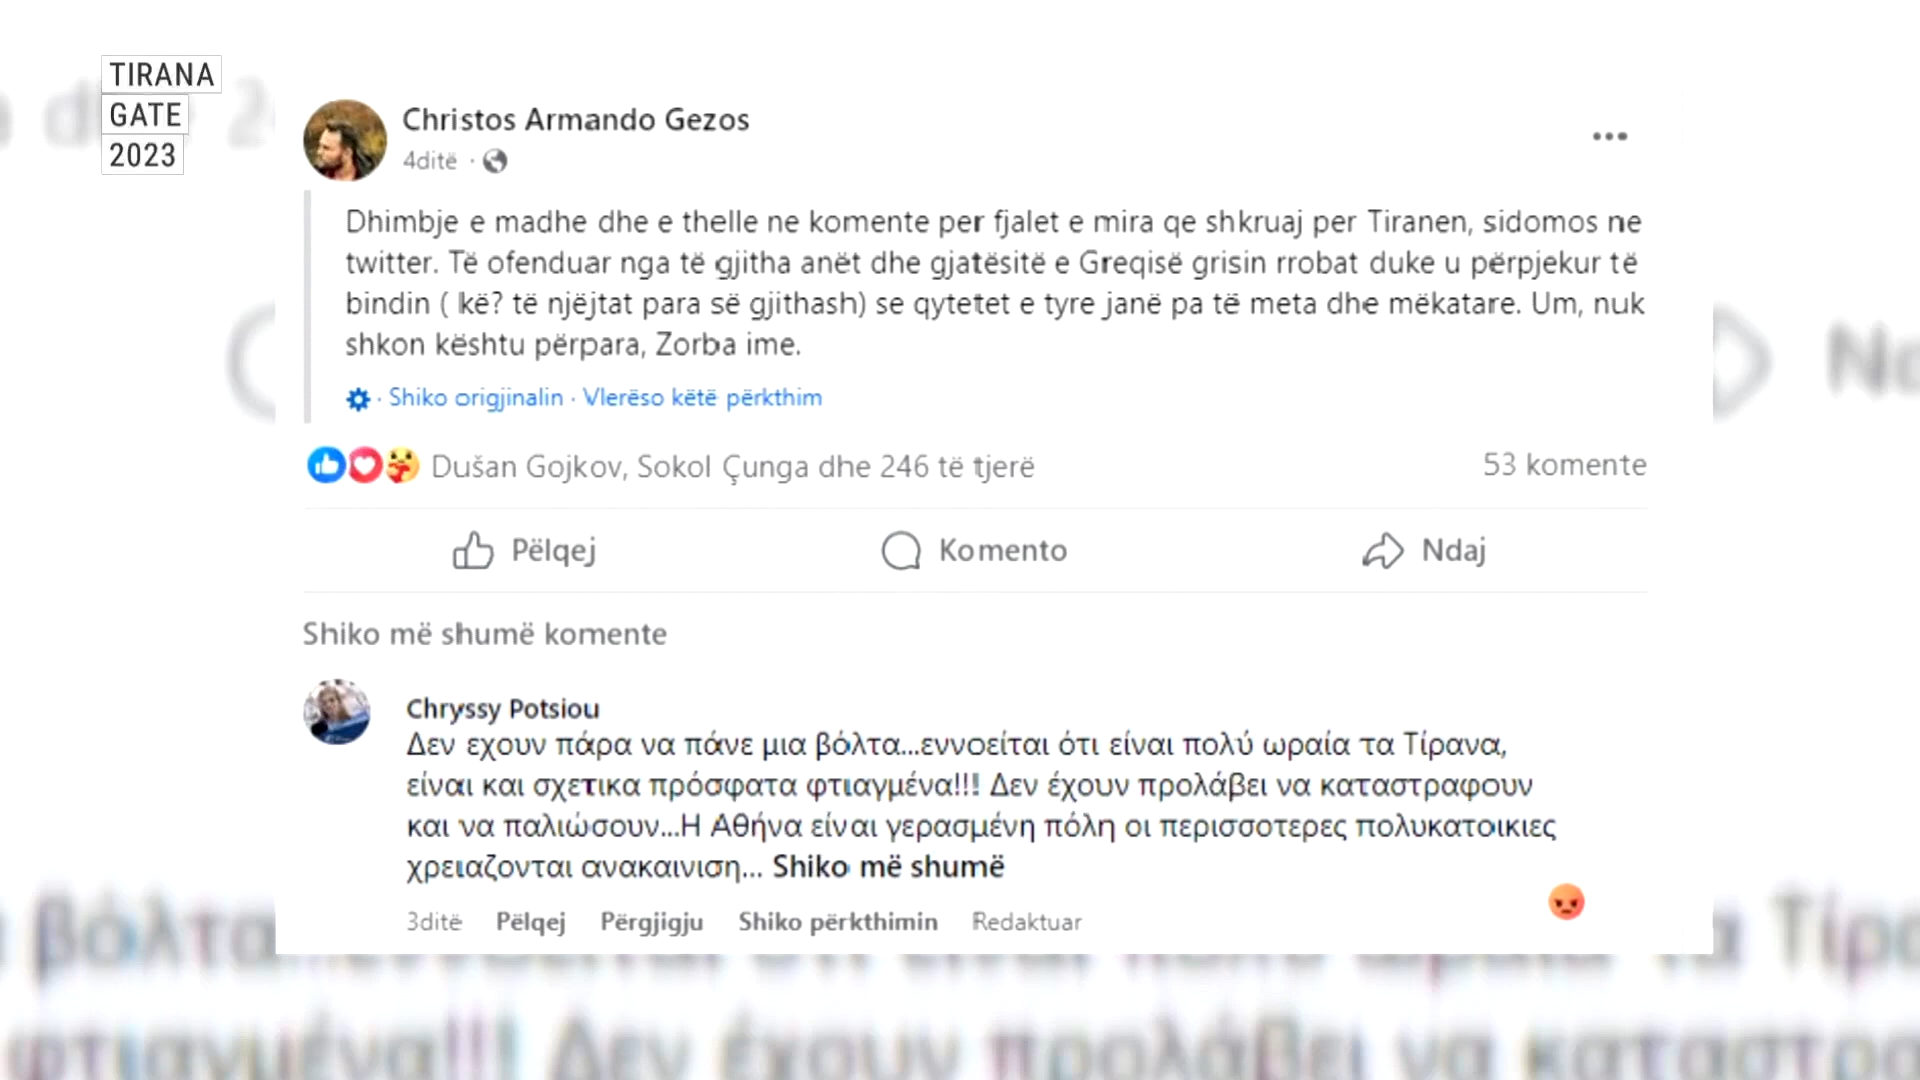 TIRANA
GATE
2023
Christos Armando Gezos
4ditë ·
Dhimbje e madhe dhe e thelle ne komente per fjalet e mira qe shkruaj per Tiranen, sidomos ne
twitter. Të ofenduar nga të gjitha anët dhe gjatësitë e Greqisë grisin rrobat duke u përpjekur të
bindin ( kë? të njëjtat para së gjithash) se qytetet e tyre janë pa të meta dhe mëkatare. Um, nuk
shkon kështu përpara, Zorba ime.
· Shiko origjinalin · Vlerëso këtë përkthim
Dušan Gojkov, Sokol Çunga dhe 246 të tjerë
53 komente
Pëlqej
Komento
Ndaj
Shiko më shumë komente
Chryssy Potsiou
Δεν εχουν πάρα να πάνε μια βόλτα...εννοείται ότι είναι πολύ ωραία τα Τίρανα,
είναι και σχετικα πρόσφατα φτιαγμένα!!! Δεν έχουν προλάβει να καταστραφουν
και να παλιώσουν...Η Αθήνα είναι γερασμένη πόλη οι περισσοτερες πολυκατοικιες
χρειαζονται ανακαινιση... Shiko më shumë
3ditë Pëlqej Përgjigju Shiko përkthimin Redaktuar